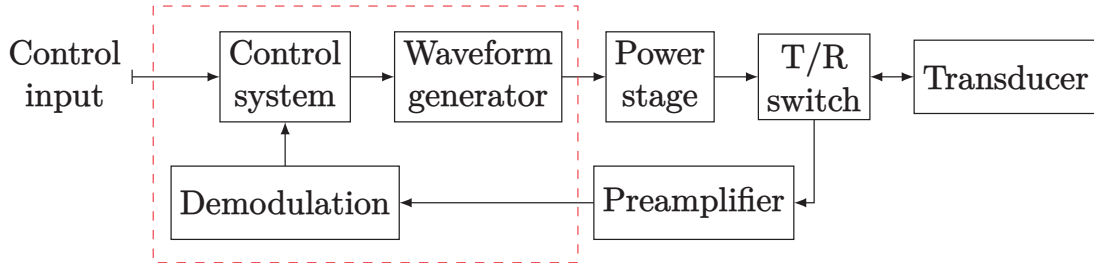 Control
input
Control
system
Waveform
generator
Power
stage
T/R
switch
Transducer
Demodulation
Preamplifier